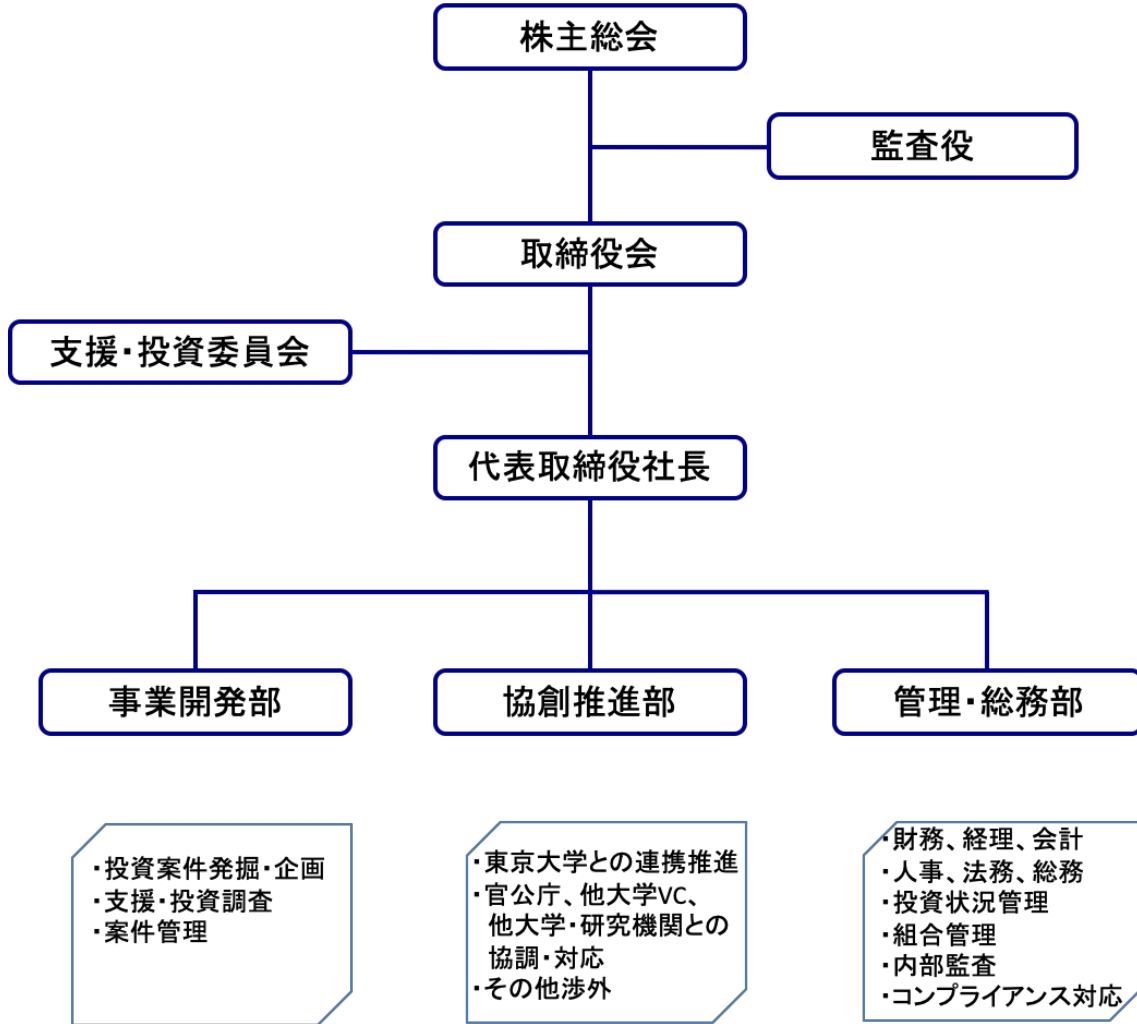 株主総会
監査役
取締役会
支援・投資委員会
代表取締役社長
事業開発部
協創推進部
管理・総務部
・投資案件発掘・企画
・支援・投資調査
・案件管理
・東京大学との連携推進
・官公庁、他大学VC、
他大学・研究機関との
協調・対応
・その他渉外
・財務、経理、会計
・人事、法務、総務
・投資状況管理
・組合管理
・内部監査
・コンプライアンス対応